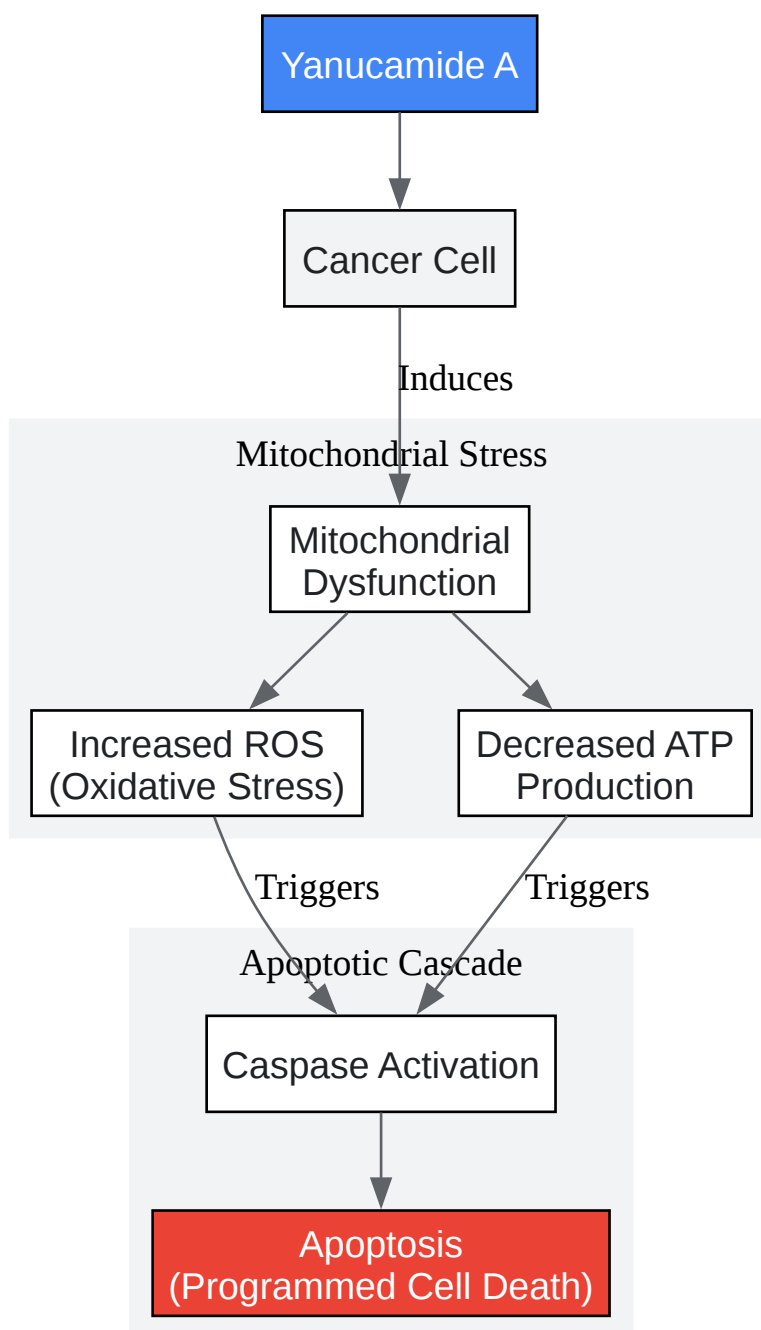 Yanucamide A
Cancer Cell
Induces
Mitochondrial Stress
Mitochondrial
Dysfunction
Increased ROS
(Oxidative Stress)
Decreased ATP
Production
Triggers
Triggers
Apoptotic Cascade
Caspase Activation
Apoptosis
(Programmed Cell Death)